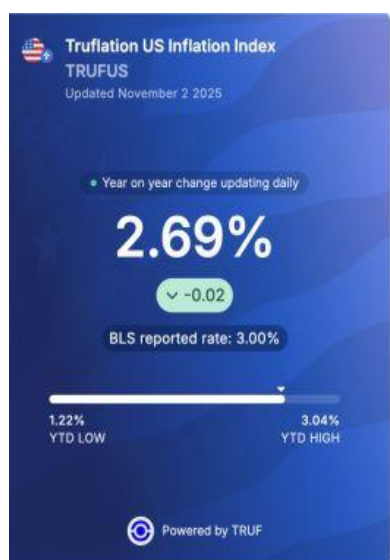 Truflation US Inflation Index
TRUFUS
Updated November 2 2025
Year on year change updating daily
2.69%
-0.02
BLS reported rate: 3.00%
1.22%
YTD LOW
3.04%
YTD HIGH
Powered by TRUF